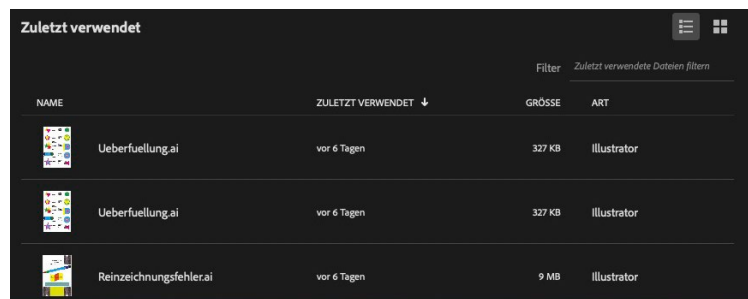 Zuletzt verwendet
Filter Zuletzt verwendete Dateien filtern
NAME ZULETZT VERWENDET ↓ GRÖSSE ART
Ueberfuellung.ai vor 6 Tagen 327 KB Illustrator
Ueberfuellung.ai vor 6 Tagen 327 KB Illustrator
Reinzeichnungsfehler.ai vor 6 Tagen 9 MB Illustrator